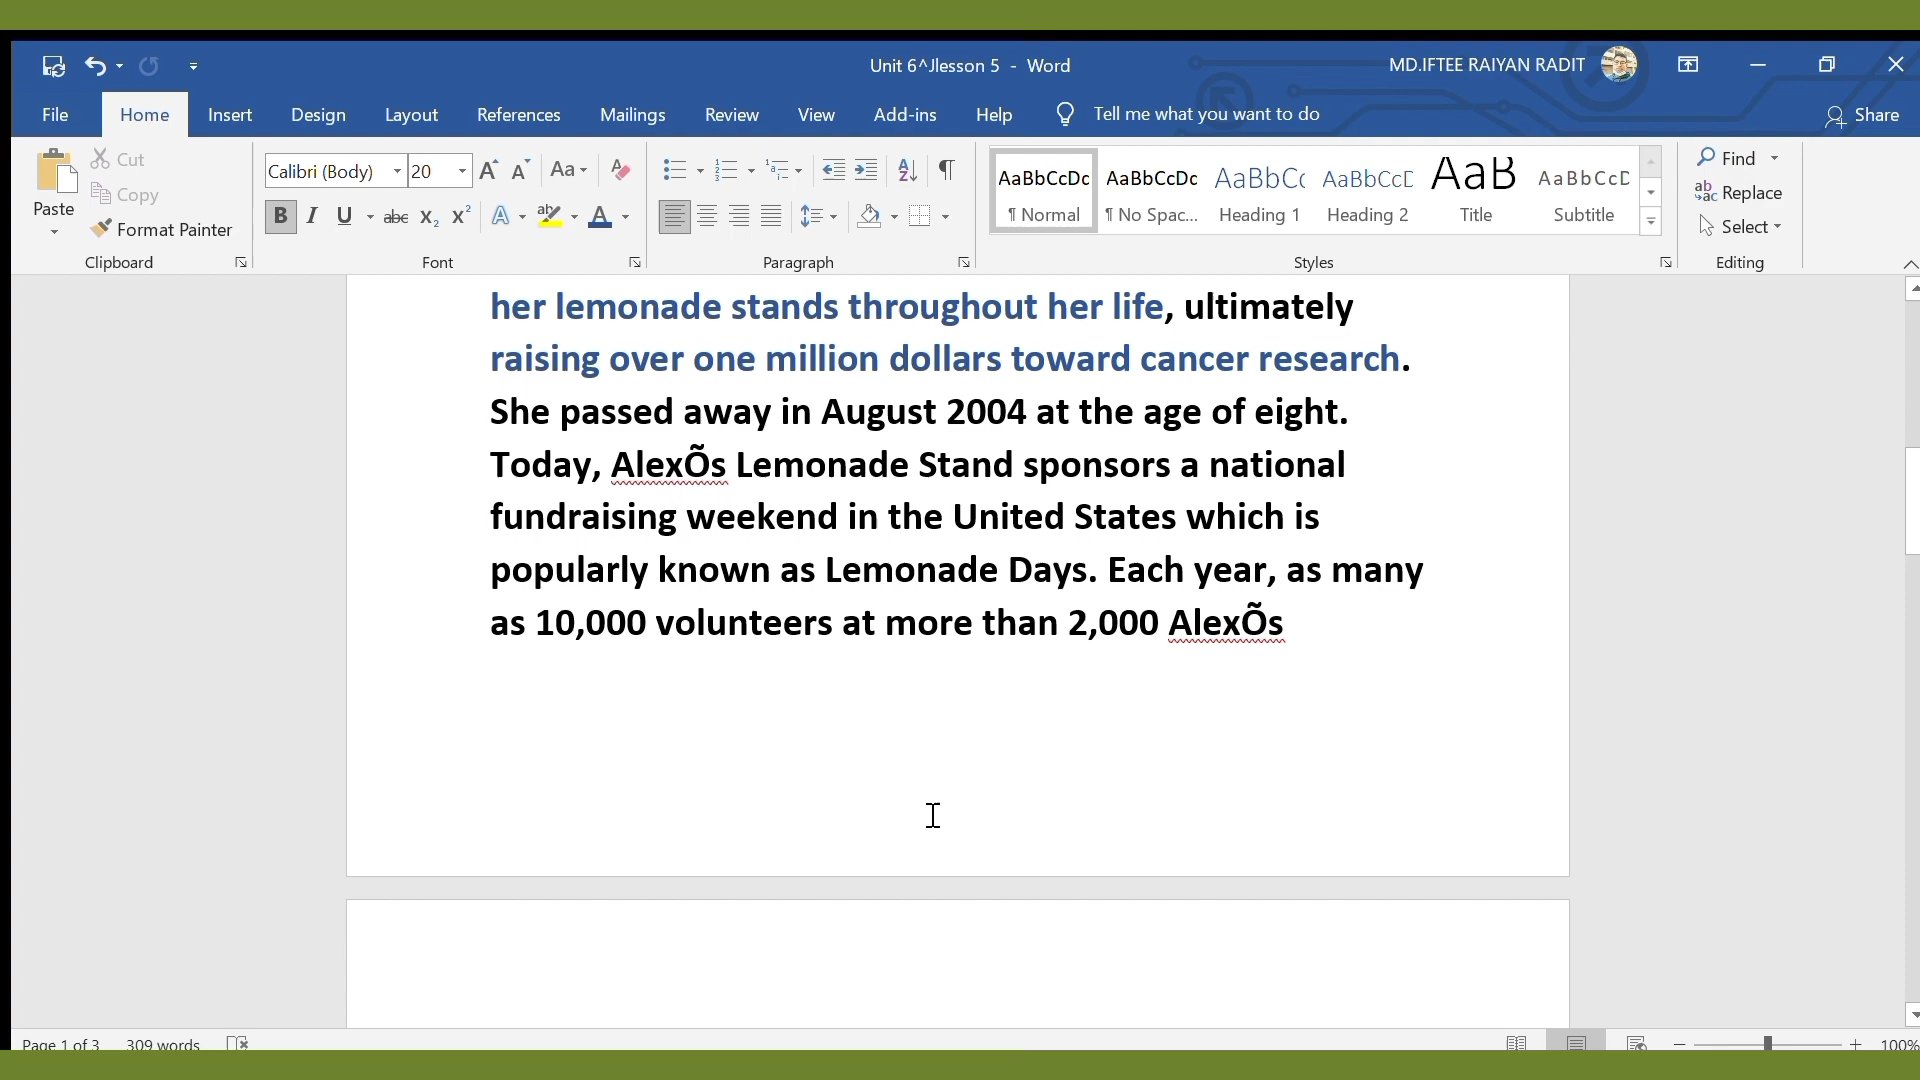 Unit 6^Jlesson 5 - Word
MD.IFTEE RAIYAN RADIT
File Home Insert Design Layout References Mailings Review View Add-ins Help Tell me what you want to do Share
Paste
Cut
Copy
Format Painter
Clipboard
Calibri (Body) 20
Font
Paragraph
AaBbCcDc AaBbCcDc AaBbCc AaBbCcD AaB AaBbCcD
¶ Normal ¶ No Spac... Heading 1 Heading 2 Title Subtitle
Styles
Find
Replace
Select
Editing
her lemonade stands throughout her life, ultimately
raising over one million dollars toward cancer research.
She passed away in August 2004 at the age of eight.
Today, AlexÕs Lemonade Stand sponsors a national
fundraising weekend in the United States which is
popularly known as Lemonade Days. Each year, as many
as 10,000 volunteers at more than 2,000 AlexÕs
Page 1 of 3 309 words 100%